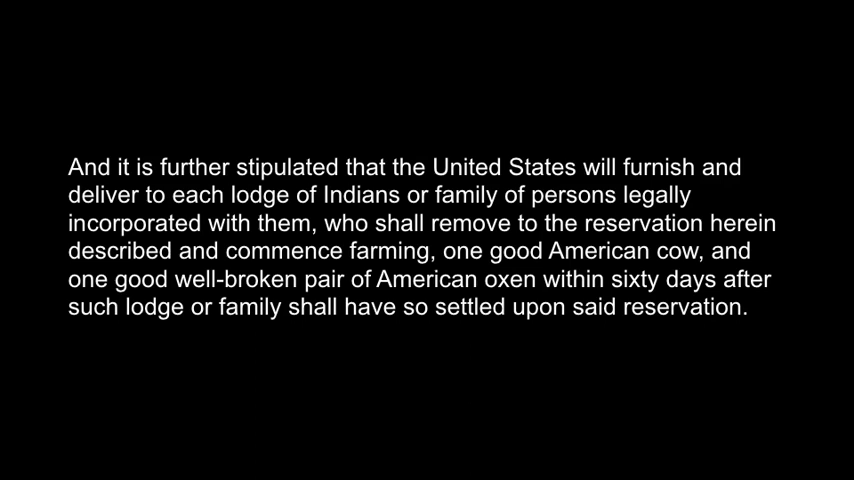 And it is further stipulated that the United States will furnish and
deliver to each lodge of Indians or family of persons legally
incorporated with them, who shall remove to the reservation herein
described and commence farming, one good American cow, and
one good well-broken pair of American oxen within sixty days after
such lodge or family shall have so settled upon said reservation.